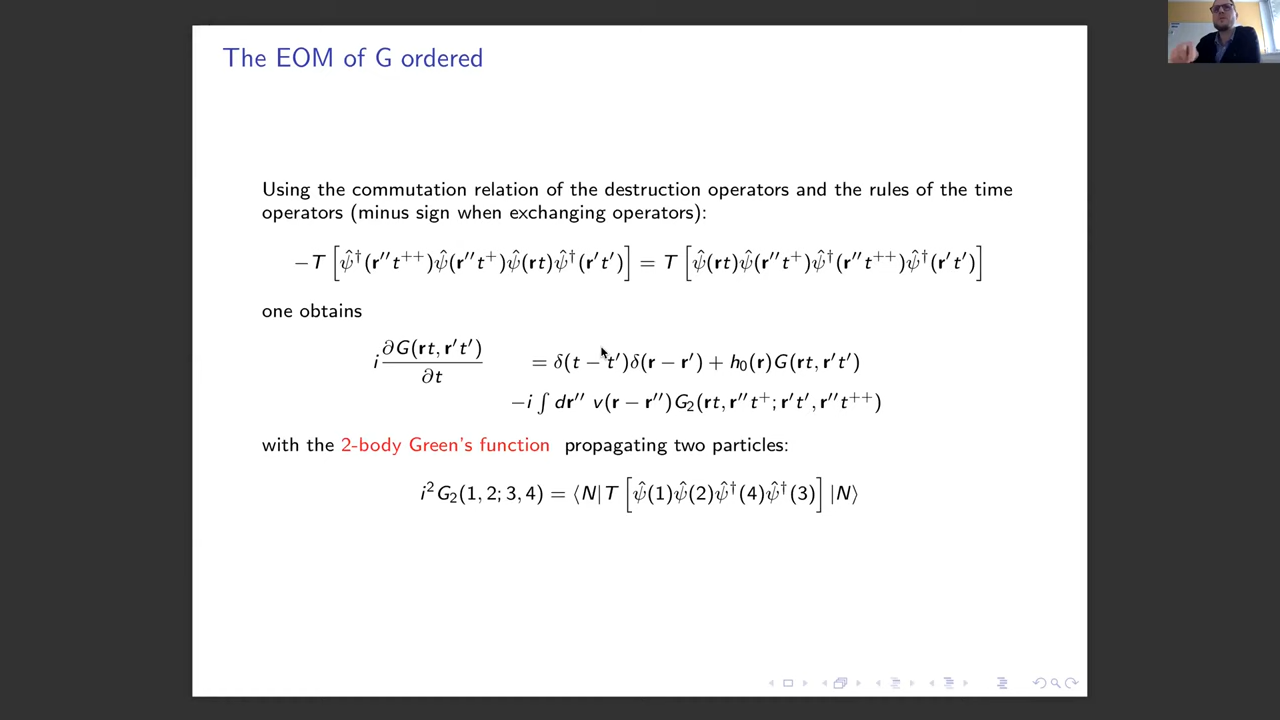 The EOM of G ordered
Using the commutation relation of the destruction operators and the rules of the time
operators (minus sign when exchanging operators):
−T [ψ̂†(r″t⁺⁺)ψ̂(r″t⁺)ψ̂(rt)ψ̂†(r′t′)] = T [ψ̂(rt)ψ̂(r″t⁺)ψ̂†(r″t⁺⁺)ψ̂†(r′t′)]
one obtains
i ∂G(rt, r′t′)/∂t = δ(t − t′)δ(r − r′) + h₀(r)G(rt, r′t′)
−i ∫ dr″ v(r − r″)G₂(rt, r″t⁺; r′t′, r″t⁺⁺)
with the 2-body Green's function propagating two particles:
i²G₂(1, 2; 3, 4) = ⟨N| T [ψ̂(1)ψ̂(2)ψ̂†(4)ψ̂†(3)] |N⟩